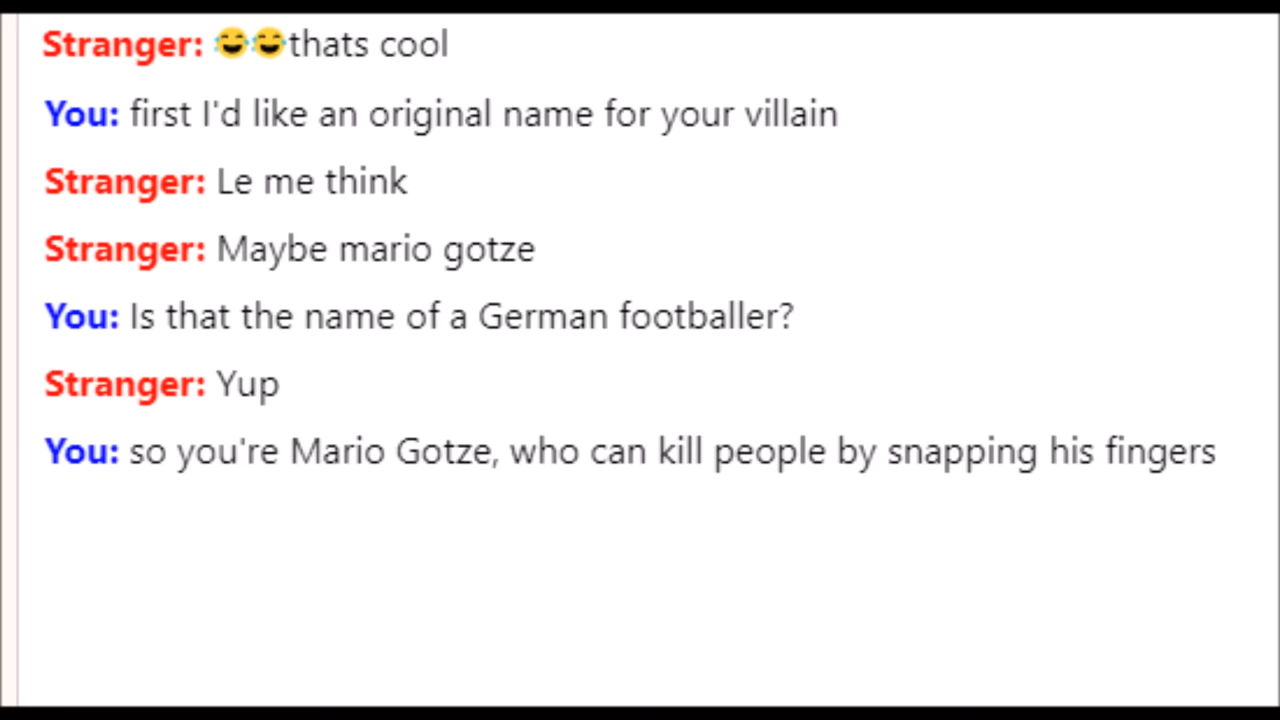 Stranger: 😂😂thats cool
You: first I'd like an original name for your villain
Stranger: Le me think
Stranger: Maybe mario gotze
You: Is that the name of a German footballer?
Stranger: Yup
You: so you're Mario Gotze, who can kill people by snapping his fingers